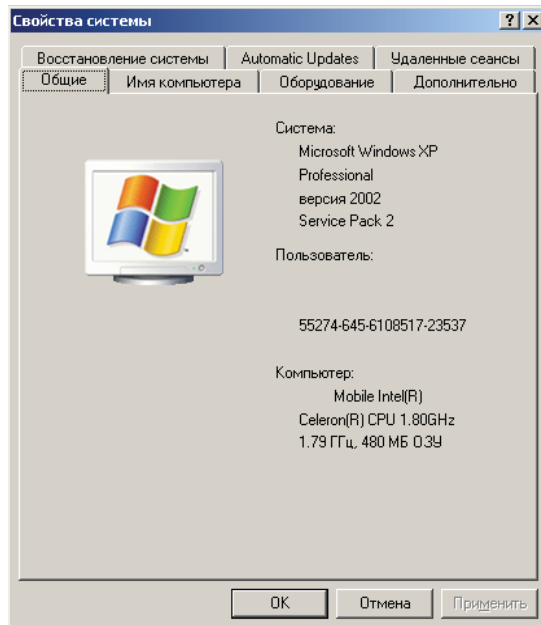 Свойства системы
Восстановление системы Automatic Updates Удаленные сеансы
Общие Имя компьютера Оборудование Дополнительно
Система:
Microsoft Windows XP
Professional
версия 2002
Service Pack 2
Пользователь:
55274-645-6108517-23537
Компьютер:
Mobile Intel(R)
Celeron(R) CPU 1.80GHz
1.79 ГГц, 480 МБ ОЗУ
OK Отмена Применить